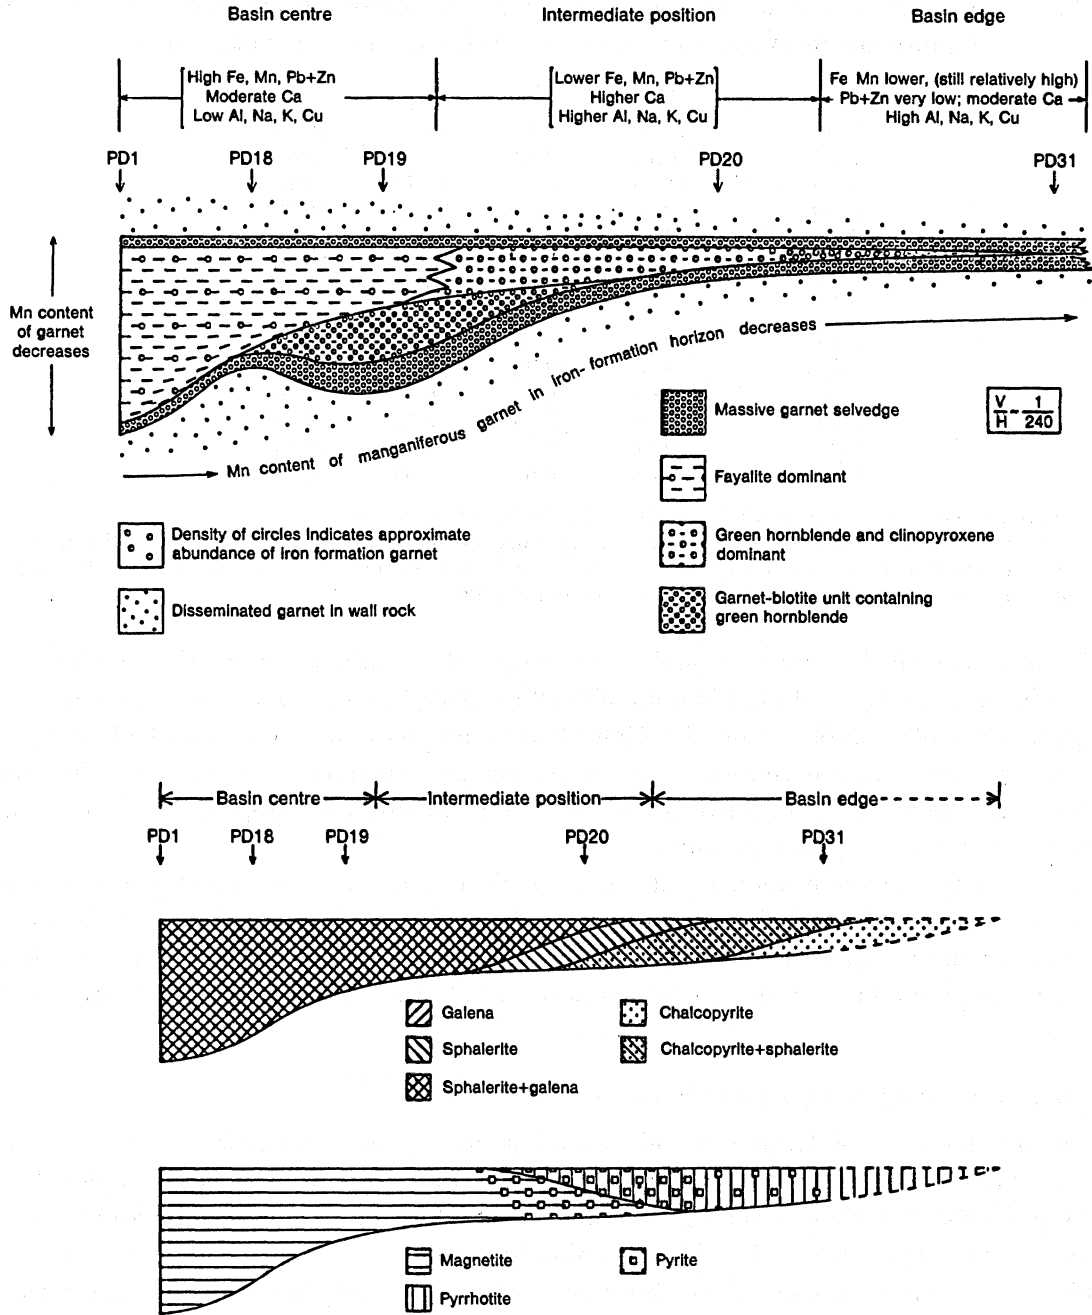 Basin centre
Intermediate position
Basin edge
High Fe, Mn, Pb+Zn
Moderate Ca
Low Al, Na, K, Cu
Lower Fe, Mn, Pb+Zn
Higher Ca
Higher Al, Na, K, Cu
Fe Mn lower, (still relatively high)
Pb+Zn very low; moderate Ca
High Al, Na, K, Cu
PD1
PD18
PD19
PD20
PD31
Mn content
of garnet
decreases
Mn content of manganiferous garnet in iron-formation horizon decreases
Massive garnet selvedge
V/H ~ 1/240
Fayalite dominant
Density of circles indicates approximate
abundance of iron formation garnet
Green hornblende and clinopyroxene
dominant
Disseminated garnet in wall rock
Garnet-biotite unit containing
green hornblende
Basin centre
Intermediate position
Basin edge
PD1
PD18
PD19
PD20
PD31
Galena
Chalcopyrite
Sphalerite
Chalcopyrite+sphalerite
Sphalerite+galena
Magnetite
Pyrite
Pyrrhotite